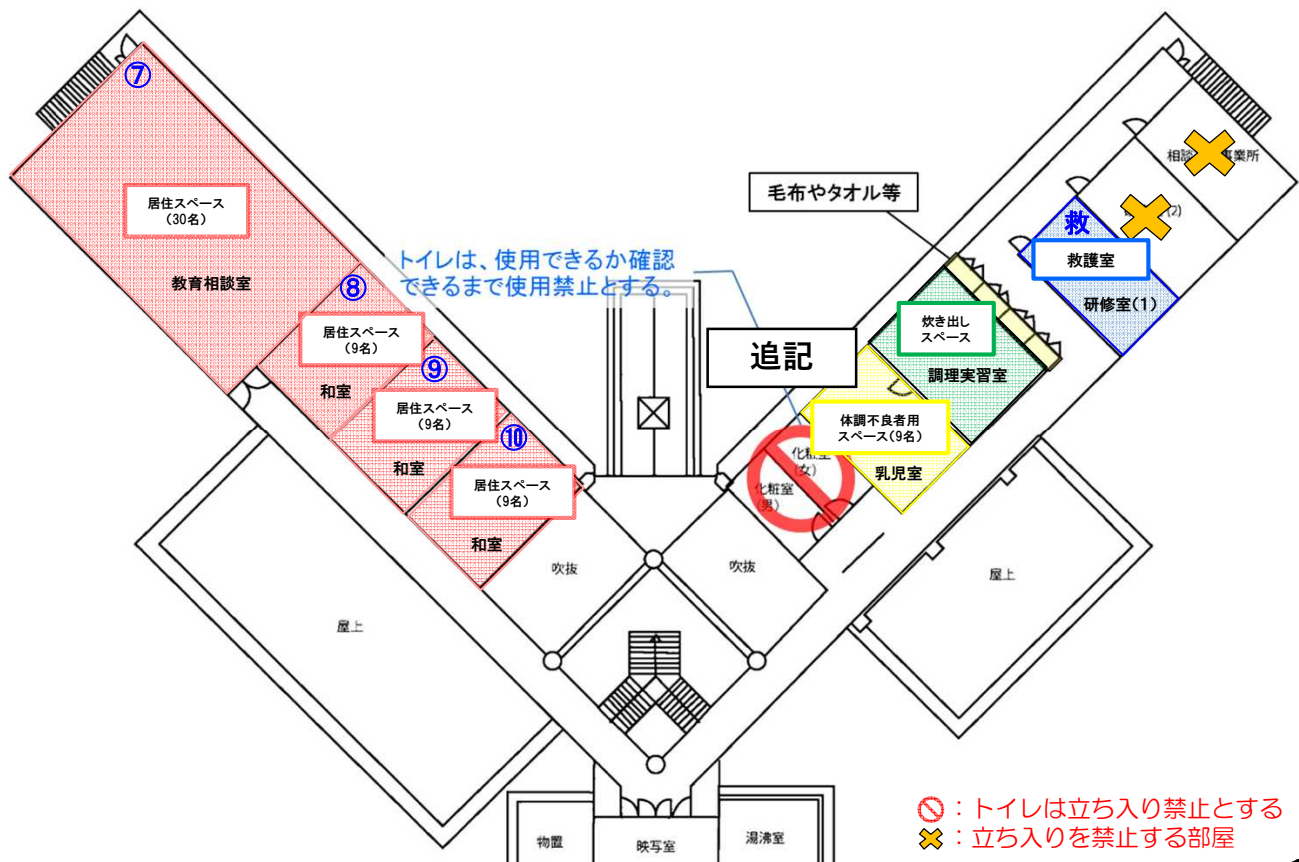 ⑦
居住スペース
（30名）
教育相談室
⑧
居住スペース
（9名）
和室
⑨
居住スペース
（9名）
和室
⑩
居住スペース
（9名）
和室
トイレは、使用できるか確認
できるまで使用禁止とする。
追記
毛布やタオル等
相談
事業所
(2)
救
救護室
研修室(1)
炊き出し
スペース
調理実習室
体調不良者用
スペース(9名)
乳児室
化粧室
(女)
化粧室
(男)
吹抜
吹抜
屋上
屋上
物置
映写室
湯沸室
：トイレは立ち入り禁止とする
：立ち入りを禁止する部屋